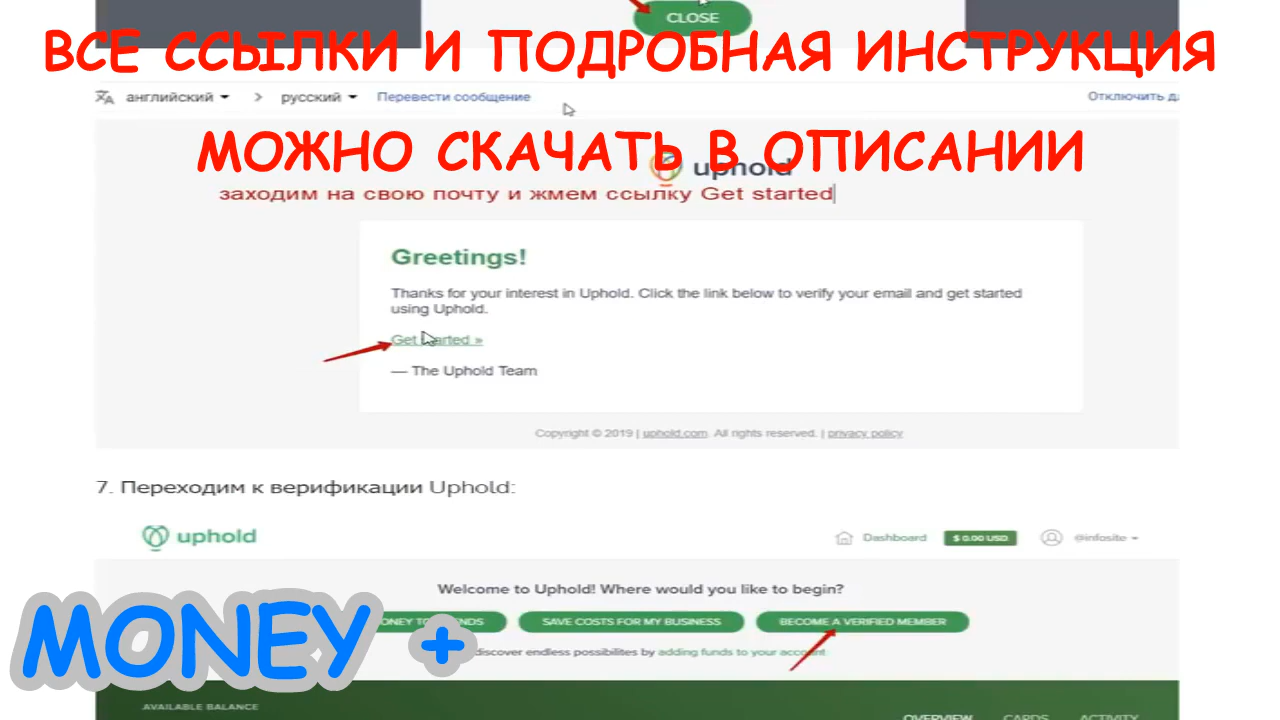 CLOSE
ВСЕ ССЫЛКИ И ПОДРОБНАЯ ИНСТРУКЦИЯ
английский > русский Перевести сообщение Отключить
МОЖНО СКАЧАТЬ В ОПИСАНИИ
uphold
заходим на свою почту и жмем ссылку Get started
Greetings!
Thanks for your interest in Uphold. Click the link below to verify your email and get started
using Uphold.
Get started »
— The Uphold Team
Copyright © 2019 | uphold.com. All rights reserved. | privacy policy
7. Переходим к верификации Uphold:
uphold Dashboard $ 0.00 USD @infosite
Welcome to Uphold! Where would you like to begin?
SAVE COSTS FOR MY BUSINESS BECOME A VERIFIED MEMBER
discover endless possibilites by adding funds to your account
MONEY +
AVAILABLE BALANCE OVERVIEW CARDS ACTIVITY